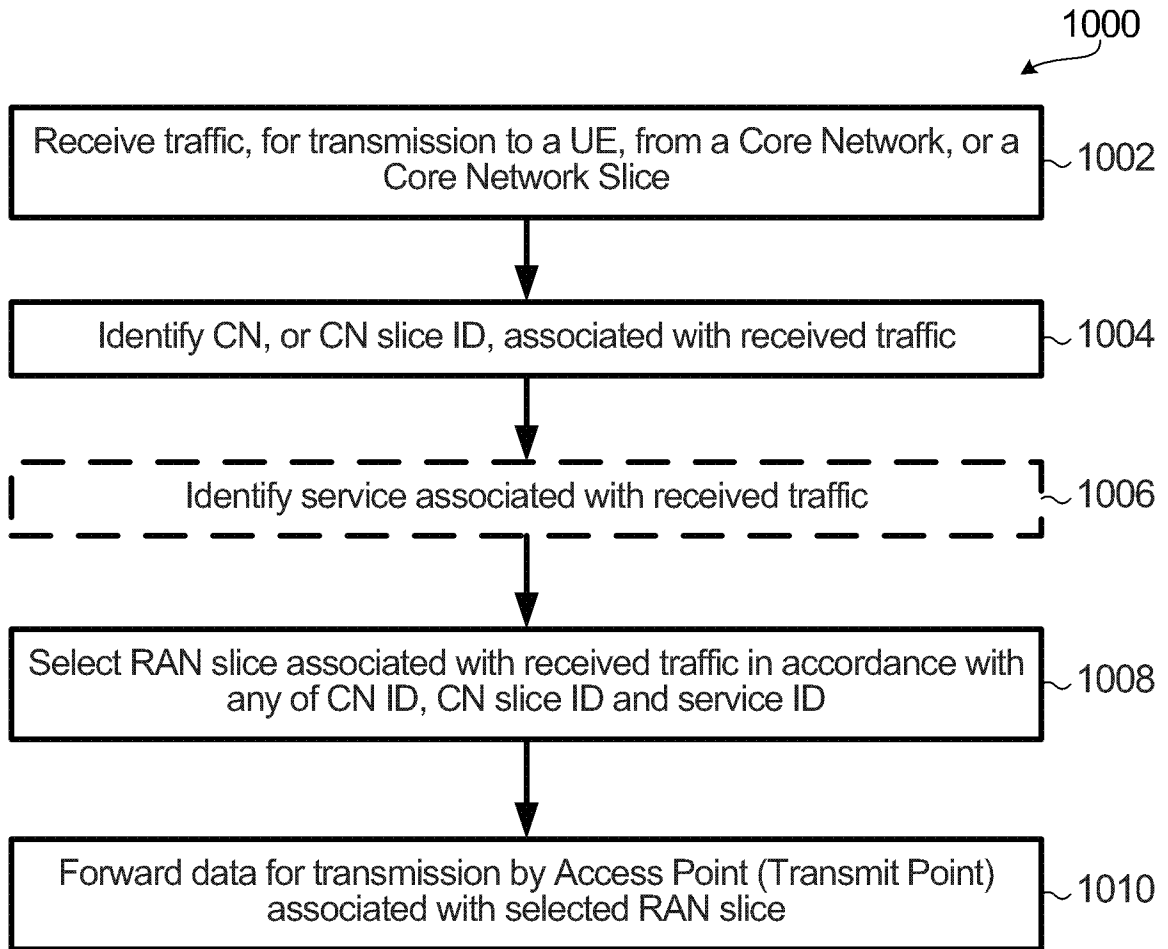 1000
Receive traffic, for transmission to a UE, from a Core Network, or a
Core Network Slice
1002
Identify CN, or CN slice ID, associated with received traffic
1004
Identify service associated with received traffic
1006
Select RAN slice associated with received traffic in accordance with
any of CN ID, CN slice ID and service ID
1008
Forward data for transmission by Access Point (Transmit Point)
associated with selected RAN slice
1010